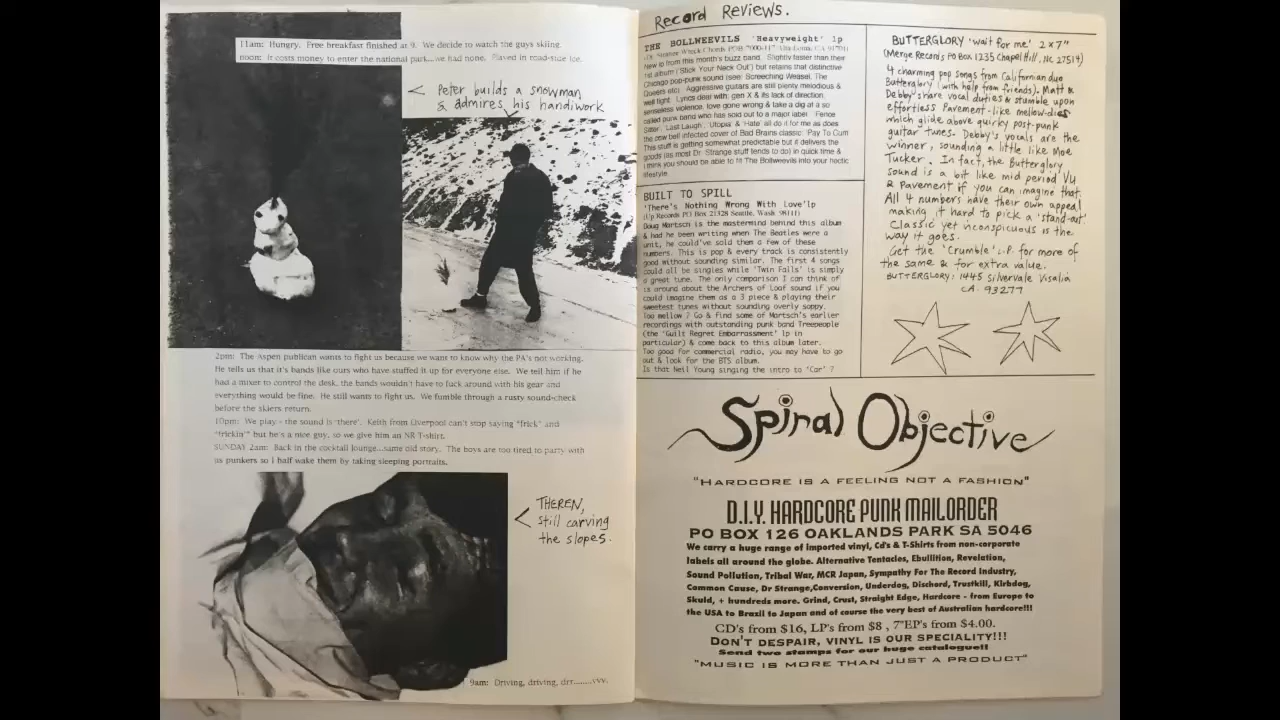 11am: Hungry. Free breakfast finished at 9. We decide to watch the guys skiing.
noon: It costs money to enter the national park...we had none. Played in road-side ice.
< Peter builds a snowman
& admires his handiwork
2pm: The Aspen publican wants to fight us because we want to know why the PA's not working.
He tells us that it's bands like ours who have stuffed it up for everyone else. We tell him if he
had a mixer to control the desk, the bands wouldn't have to fuck around with his gear and
everything would be fine. He still wants to fight us. We fumble through a rusty sound-check
before the skiers return.
10pm: We play - the sound is 'there'. Keith from Liverpool can't stop saying "frick" and
"frickin'" but he's a nice guy, so we give him an NR T-shirt.
SUNDAY 2am: Back in the cocktail lounge...same old story. The boys are too tired to party with
us punkers so I half wake them by taking sleeping portraits.
< THEREN,
still carving
the slopes.
9am: Driving, driving, drr........vvv.
Record Reviews.
THE BOLLWEEVILS 'Heavyweight' lp
New lp from this month's buzz band. Slightly faster than their
1st album ('Stick Your Neck Out') but retains that distinctive
Chicago pop-punk sound (see: Screeching Weasel, The
Queers etc). Aggressive guitars are still plenty melodious &
well tight. Lyrics deal with: gen X & its lack of direction,
senseless violence, love gone wrong & take a dig at a so
called punk band who has sold out to a major label. 'Fence
Sitter', 'Last Laugh', 'Utopia' & 'Hate' all do it for me as does
the cow bell infected cover of Bad Brains classic 'Pay To Cum'
This stuff is getting somewhat predictable but it delivers the
goods (as most Dr. Strange stuff tends to do) in quick time &
I think you should be able to fit The Bollweevils into your hectic
lifestyle.
BUILT TO SPILL
'There's Nothing Wrong With Love'lp
(Up Records PO Box 21328 Seattle, Wash 98111)
Doug Martsch is the mastermind behind this album
& had he been writing when The Beatles were a
unit, he could've sold them a few of these
numbers. This is pop & every track is consistently
good without sounding similar. The first 4 songs
could all be singles while 'Twin Falls' is simply
a great tune. The only comparison I can think of
is around about the Archers of Loaf sound if you
could imagine them as a 3 piece & playing their
sweetest tunes without sounding overly soppy.
Too mellow ? Go & find some of Martsch's earlier
recordings with outstanding punk band Treepeople
(the 'Guilt Regret Embarrassment' lp in
particular) & come back to this album later.
Too good for commercial radio, you may have to go
out & look for the BTS album.
Is that Neil Young singing the intro to 'Car' ?
BUTTERGLORY 'wait for me' 2x7"
(Merge Records PO Box 1235 Chapel Hill, NC 27514)
4 charming pop songs from Californian duo
Butterglory (with help from friends). Matt &
Debby share vocal duties & stumble upon
effortless Pavement-like mellow-dies
which glide above quirky post-punk
guitar tunes. Debby's vocals are the
winner, sounding a little like Moe
Tucker. In fact, the Butterglory
sound is a bit like mid period VU
& Pavement if you can imagine that.
All 4 numbers have their own appeal
making it hard to pick a 'stand-out'
Classic yet inconspicuous is the
way it goes.
Get the 'Crumble' L.P. for more of
the same & for extra value.
BUTTERGLORY: 1445 Silvervale Visalia
CA. 93277
Spiral Objective
"HARDCORE IS A FEELING NOT A FASHION"
D.I.Y. HARDCORE PUNK MAILORDER
PO BOX 126 OAKLANDS PARK SA 5046
We carry a huge range of imported vinyl, Cd's & T-Shirts from non-corporate
labels all around the globe. Alternative Tentacles, Ebullition, Revelation,
Sound Pollution, Tribal War, MCR Japan, Sympathy For The Record Industry,
Common Cause, Dr Strange,Conversion, Underdog, Dischord, Trustkill, Kirbdog,
Skuld, + hundreds more. Grind, Crust, Straight Edge, Hardcore - from Europe to
the USA to Brazil to Japan and of course the very best of Australian hardcore!!!
CD's from $16, LP's from $8 , 7"EP's from $4.00.
DON'T DESPAIR, VINYL IS OUR SPECIALITY!!!
Send two stamps for our huge catalogue!!
"MUSIC IS MORE THAN JUST A PRODUCT"